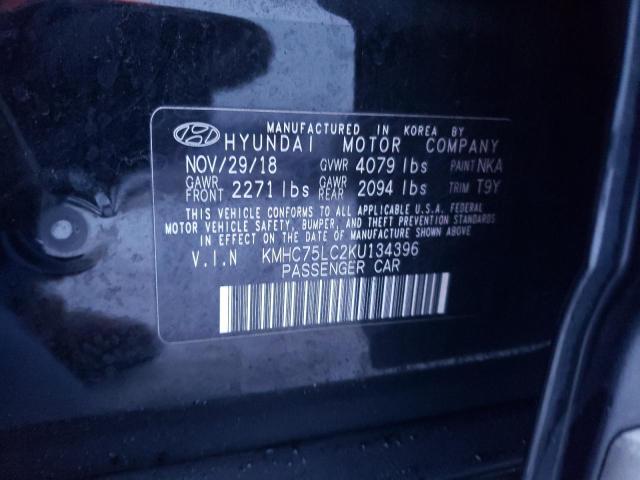 MANUFACTURED IN KOREA BY
HYUNDAI MOTOR COMPANY
NOV/29/18 GVWR 4079 lbs PAINT NKA
GAWR FRONT 2271 lbs GAWR REAR 2094 lbs TRIM T9Y
THIS VEHICLE CONFORMS TO ALL APPLICABLE U.S.A. FEDERAL
MOTOR VEHICLE SAFETY, BUMPER, AND THEFT PREVENTION STANDARDS
IN EFFECT ON THE DATE OF MANUFACTURE SHOWN ABOVE.
V.I.N KMHC75LC2KU134396
PASSENGER CAR